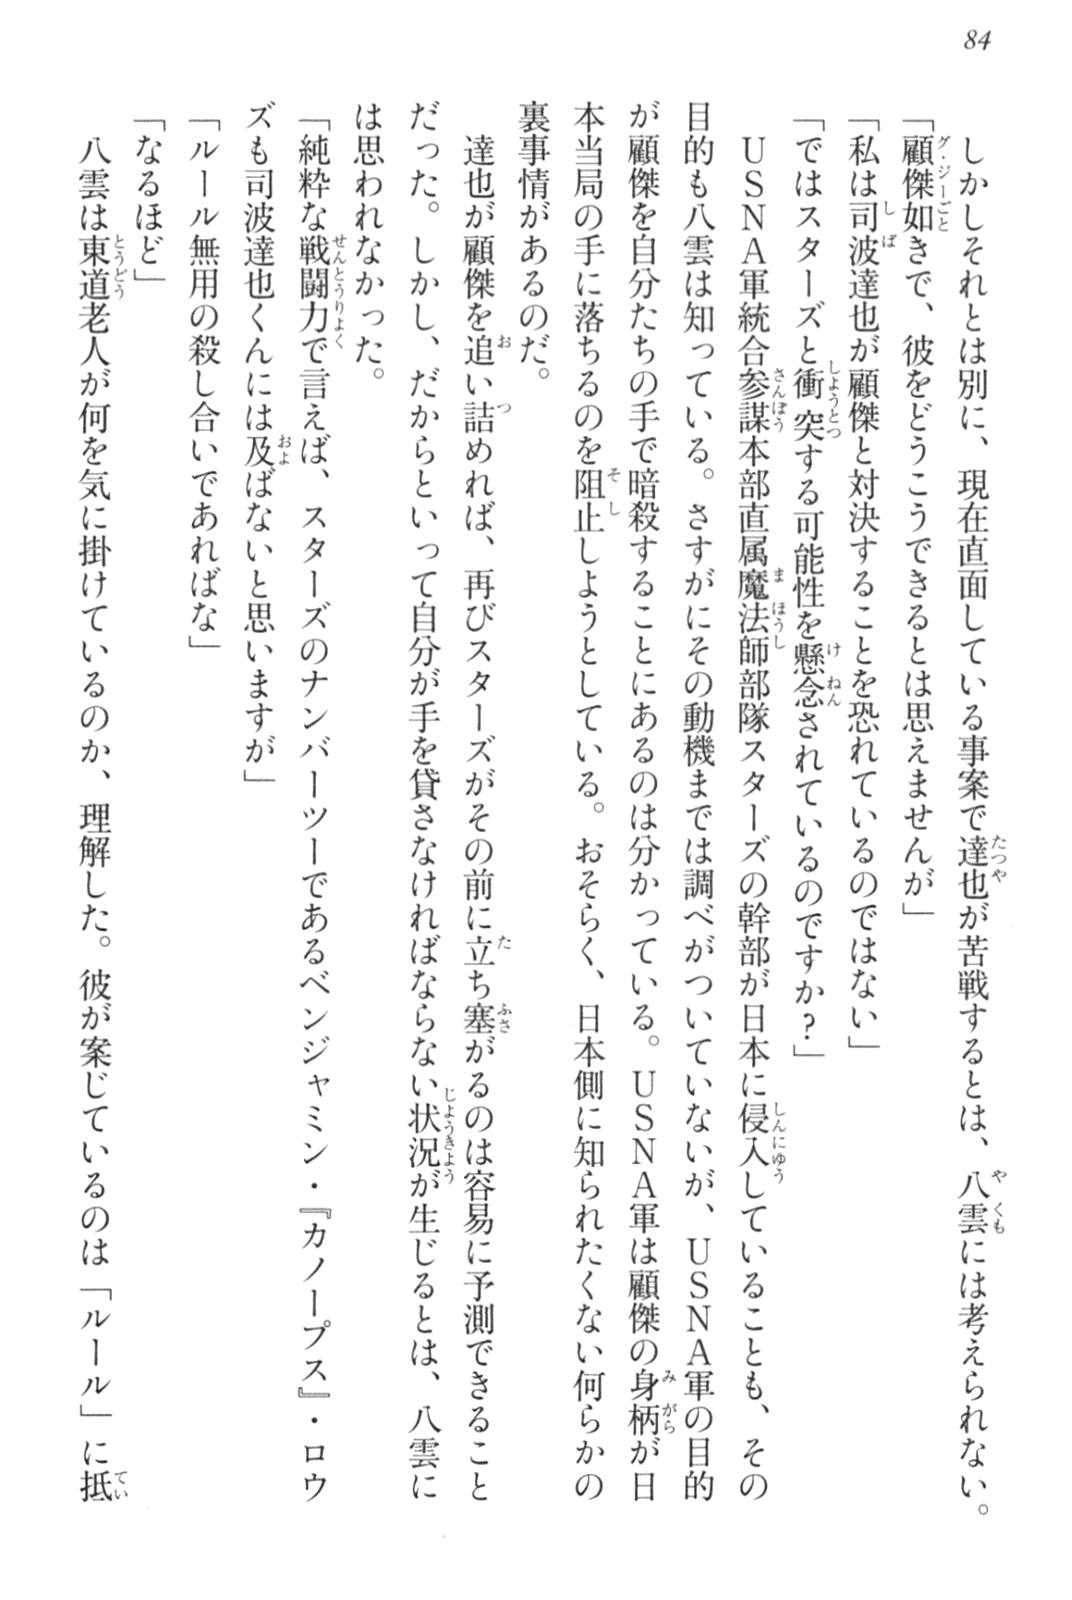 84
しかしそれとは別に、現在直面している事案で達也が苦戦するとは、八雲には考えられない。
「顧傑如きで、彼をどうこうできるとは思えませんが」
「私は司波達也が顧傑と対決することを恐れているのではない」
「ではスターズと衝突する可能性を懸念されているのですか？」
USNA軍統合参謀本部直属魔法師部隊スターズの幹部が日本に侵入していることも、その
目的も八雲は知っている。さすがにその動機までは調べがついていないが、USNA軍の目的
が顧傑を自分たちの手で暗殺することにあるのは分かっている。USNA軍は顧傑の身柄が日
本当局の手に落ちるのを阻止しようとしている。おそらく、日本側に知られたくない何らかの
裏事情があるのだ。
達也が顧傑を追い詰めれば、再びスターズがその前に立ち塞がるのは容易に予測できること
だった。しかし、だからといって自分が手を貸さなければならない状況が生じるとは、八雲に
は思われなかった。
「純粋な戦闘力で言えば、スターズのナンバーツーであるベンジャミン・『カノープス』・ロウ
ズも司波達也くんには及ばないと思いますが」
「ルール無用の殺し合いであればな」
「なるほど」
八雲は東道老人が何を気に掛けているのか、理解した。彼が案じているのは「ルール」に抵